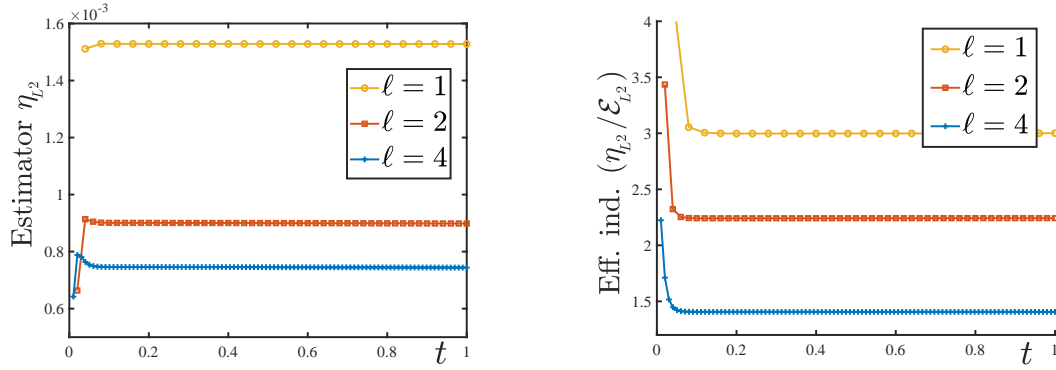 ×10⁻³
1.6
1.4
1.2
1
0.8
0.6
0 0.2 0.4 0.6 0.8 1
t
Estimator η_{L²}
ℓ = 1
ℓ = 2
ℓ = 4
4
3.5
3
2.5
2
1.5
0 0.2 0.4 0.6 0.8 1
t
Eff. ind. (η_{L²}/ℰ_{L²})
ℓ = 1
ℓ = 2
ℓ = 4